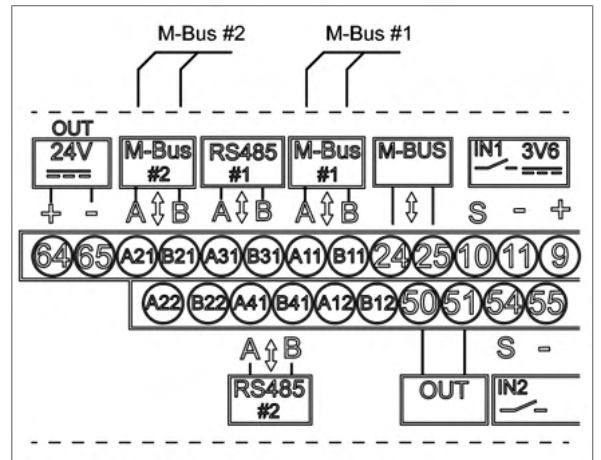 M-Bus #2 M-Bus #1
OUT
24V M-Bus RS485 M-Bus M-BUS IN1 3V6
#2 #1 #1
+ - A B A B A B S - +
64 65 A21 B21 A31 B31 A11 B11 24 25 10 11 9
A22 B22 A41 B41 A12 B12 50 51 54 55
A B S -
RS485 OUT IN2
#2